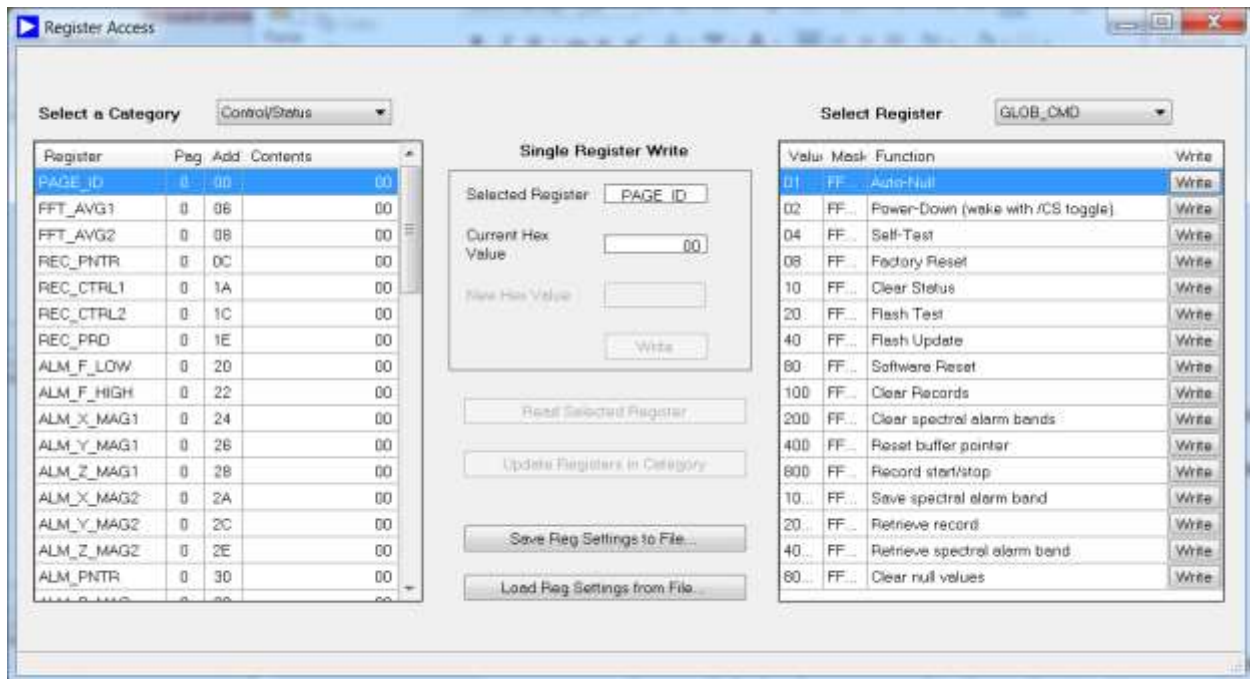 Register Access
Select a Category Control/Status
Select Register GLOB_CMD
Register Pag Add Contents
PAGE_ID 0 00 00
FFT_AVG1 0 06 00
FFT_AVG2 0 08 00
REC_PNTR 0 0C 00
REC_CTRL1 0 1A 00
REC_CTRL2 0 1C 00
REC_PRD 0 1E 00
ALM_F_LOW 0 20 00
ALM_F_HIGH 0 22 00
ALM_X_MAG1 0 24 00
ALM_Y_MAG1 0 26 00
ALM_Z_MAG1 0 28 00
ALM_X_MAG2 0 2A 00
ALM_Y_MAG2 0 2C 00
ALM_Z_MAG2 0 2E 00
ALM_PNTR 0 30 00
Single Register Write
Selected Register PAGE_ID
Current Hex
Value 00
New Hex Value
Write
Read Selected Register
Update Registers in Category
Save Reg Settings to File...
Load Reg Settings from File...
Valu Mask Function Write
01 FF... Auto-Null Write
02 FF... Power-Down (wake with /CS toggle) Write
04 FF... Self-Test Write
08 FF... Factory Reset Write
10 FF... Clear Status Write
20 FF... Flash Test Write
40 FF... Flash Update Write
80 FF... Software Reset Write
100 FF... Clear Records Write
200 FF... Clear spectral alarm bands Write
400 FF... Reset buffer pointer Write
800 FF... Record start/stop Write
10... FF... Save spectral alarm band Write
20... FF... Retrieve record Write
40... FF... Retrieve spectral alarm band Write
80... FF... Clear null values Write